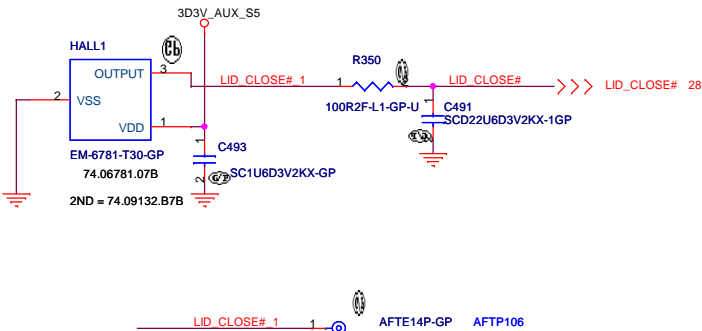 3D3V_AUX_S5
HALL1
OUTPUT 3
LID_CLOSE#_1
1 R350
100R2F-L1-GP-U
LID_CLOSE#
LID_CLOSE# 28
2 VSS
VDD 1
EM-6781-T30-GP
74.06781.07B
2ND = 74.09132.B7B
1 C493
2 SC1U6D3V2KX-GP
1 C491
SCD22U6D3V2KX-1GP
LID_CLOSE#_1 1 AFTE14P-GP AFTP106